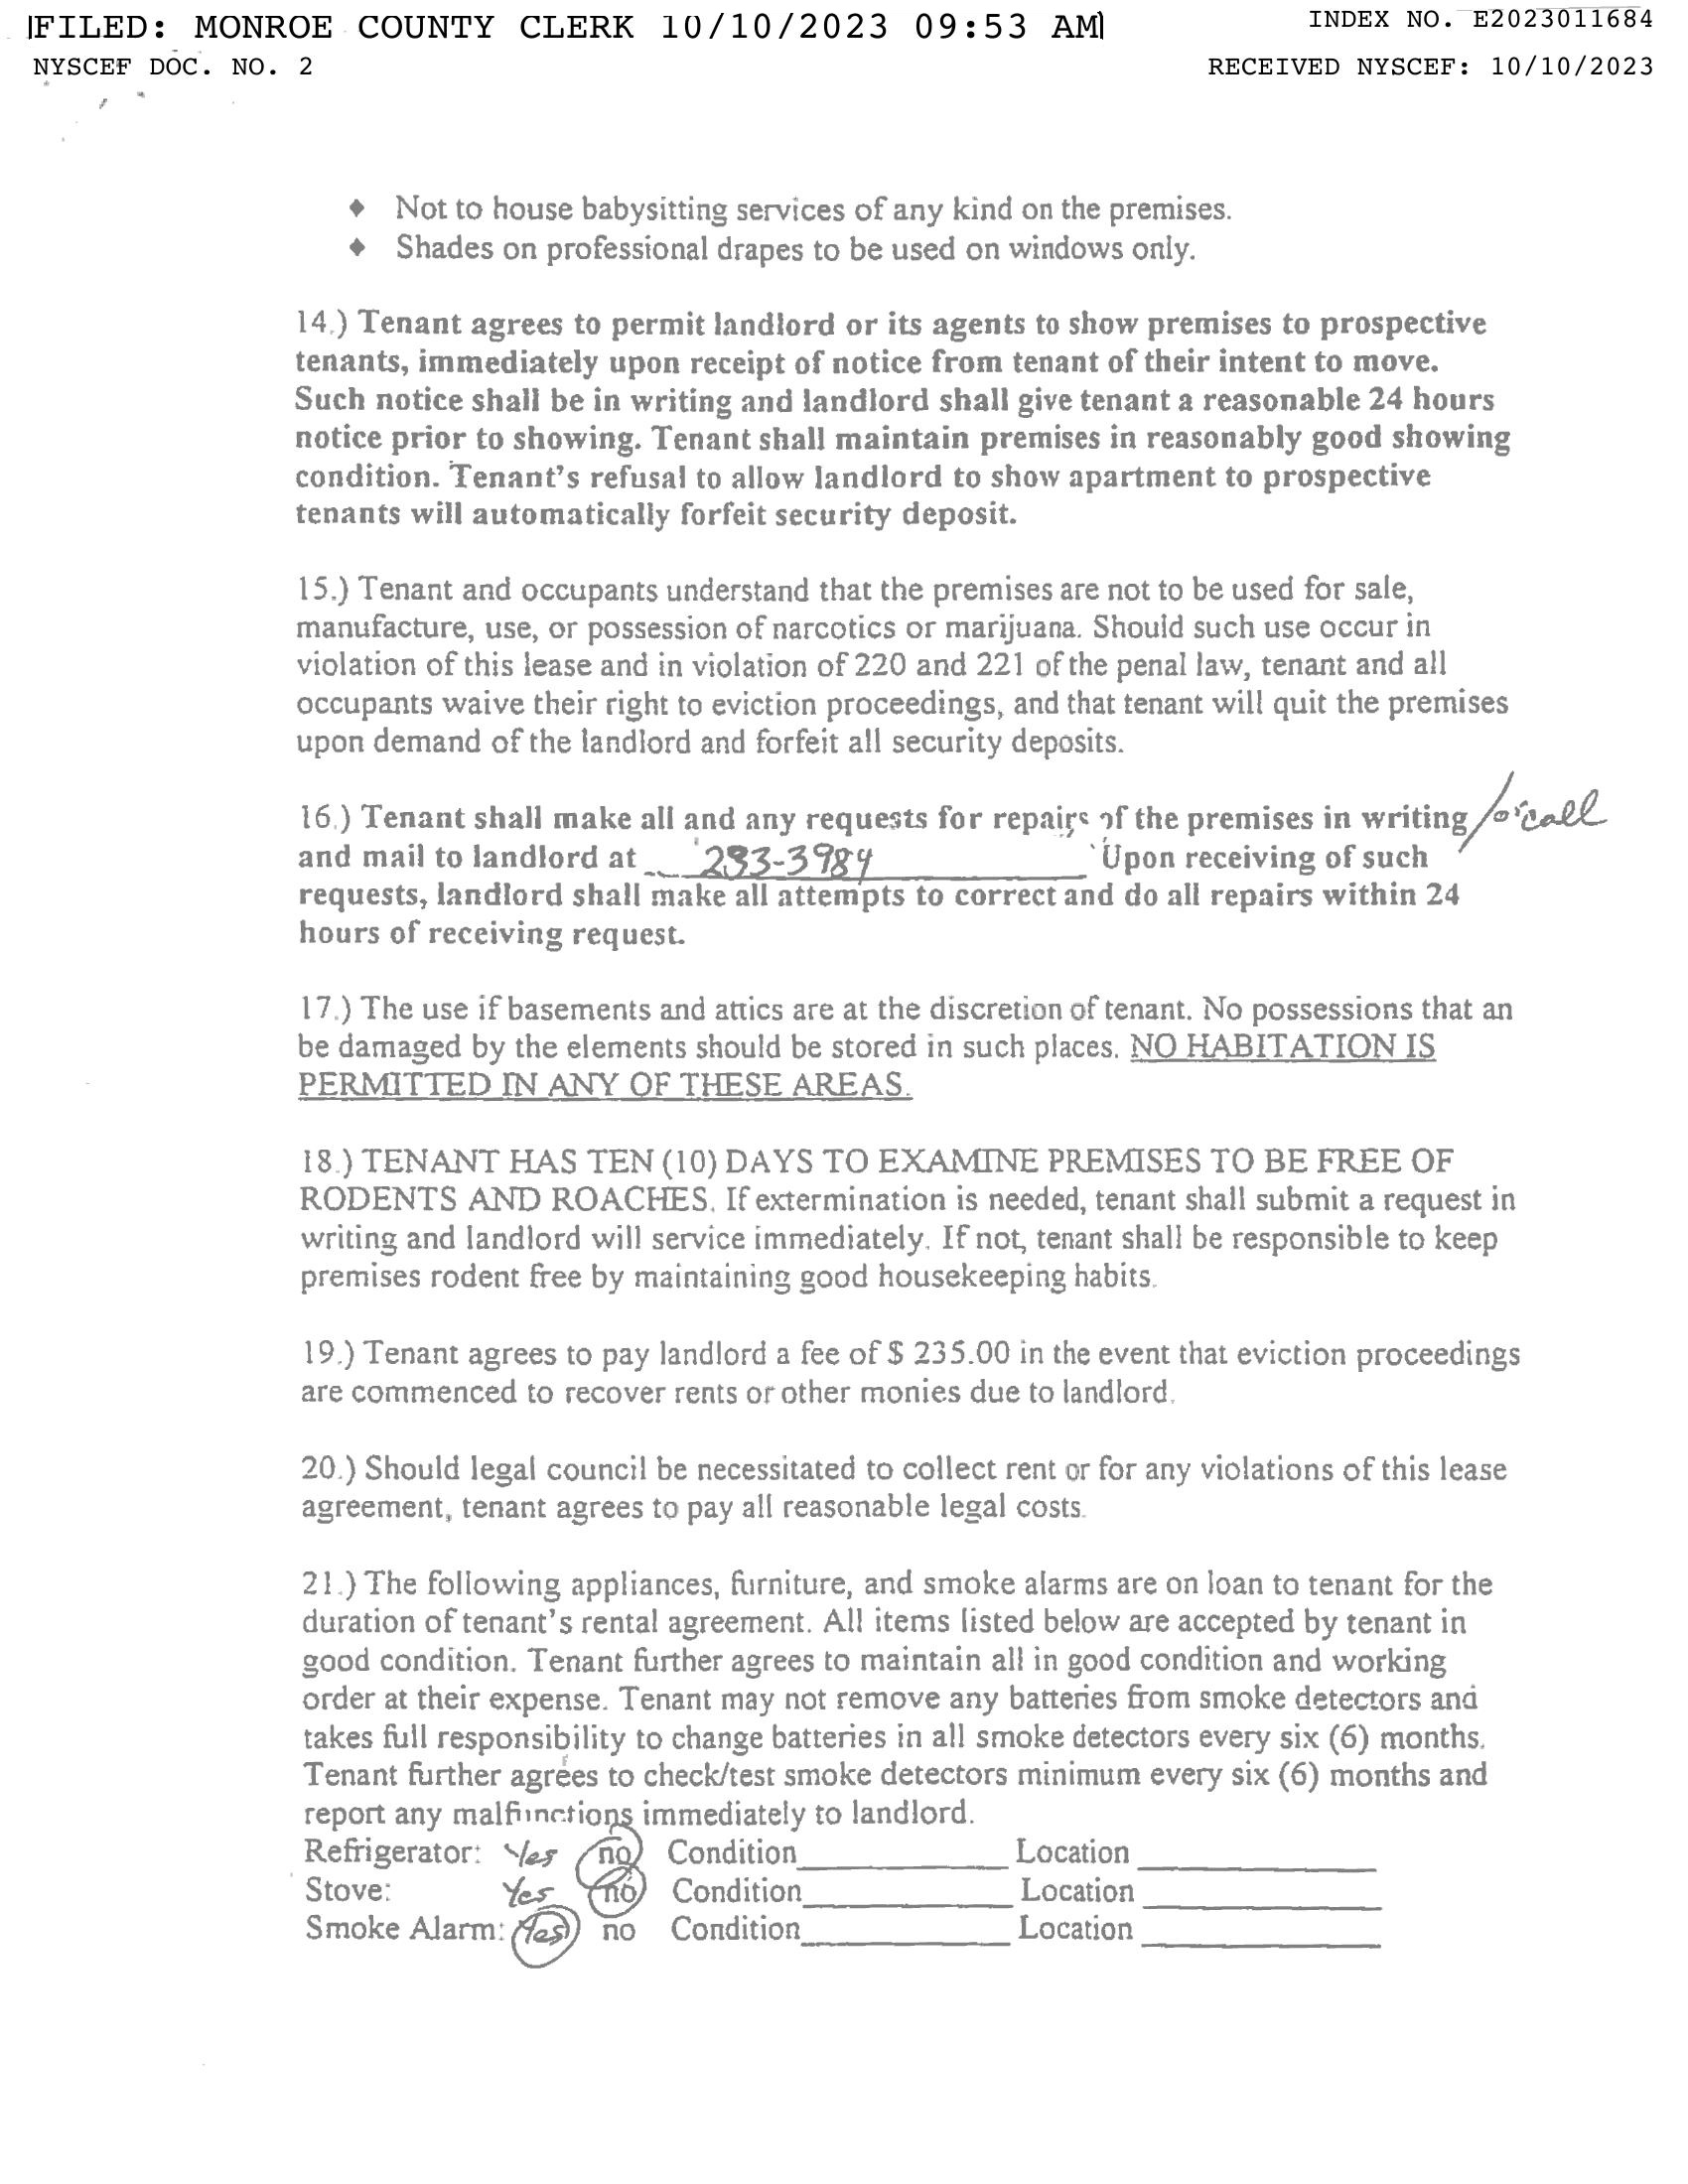 FILED: MONROE COUNTY CLERK 10/10/2023 09:53 AM
INDEX NO. E2023011684
NYSCEF DOC. NO. 2
RECEIVED NYSCEF: 10/10/2023
♦ Not to house babysitting services of any kind on the premises.
♦ Shades on professional drapes to be used on windows only.
14.) Tenant agrees to permit landlord or its agents to show premises to prospective
tenants, immediately upon receipt of notice from tenant of their intent to move.
Such notice shall be in writing and landlord shall give tenant a reasonable 24 hours
notice prior to showing. Tenant shall maintain premises in reasonably good showing
condition. Tenant's refusal to allow landlord to show apartment to prospective
tenants will automatically forfeit security deposit.
15.) Tenant and occupants understand that the premises are not to be used for sale,
manufacture, use, or possession of narcotics or marijuana. Should such use occur in
violation of this lease and in violation of 220 and 221 of the penal law, tenant and all
occupants waive their right to eviction proceedings, and that tenant will quit the premises
upon demand of the landlord and forfeit all security deposits.
16.) Tenant shall make all and any requests for repairs of the premises in writing / or call
and mail to landlord at 293-3984 Upon receiving of such
requests, landlord shall make all attempts to correct and do all repairs within 24
hours of receiving request.
17.) The use if basements and attics are at the discretion of tenant. No possessions that an
be damaged by the elements should be stored in such places. NO HABITATION IS
PERMITTED IN ANY OF THESE AREAS.
18.) TENANT HAS TEN (10) DAYS TO EXAMINE PREMISES TO BE FREE OF
RODENTS AND ROACHES. If extermination is needed, tenant shall submit a request in
writing and landlord will service immediately. If not, tenant shall be responsible to keep
premises rodent free by maintaining good housekeeping habits.
19.) Tenant agrees to pay landlord a fee of $ 235.00 in the event that eviction proceedings
are commenced to recover rents or other monies due to landlord.
20.) Should legal council be necessitated to collect rent or for any violations of this lease
agreement, tenant agrees to pay all reasonable legal costs.
21.) The following appliances, furniture, and smoke alarms are on loan to tenant for the
duration of tenant's rental agreement. All items listed below are accepted by tenant in
good condition. Tenant further agrees to maintain all in good condition and working
order at their expense. Tenant may not remove any batteries from smoke detectors and
takes full responsibility to change batteries in all smoke detectors every six (6) months.
Tenant further agrees to check/test smoke detectors minimum every six (6) months and
report any malfunctions immediately to landlord.
Refrigerator: Yes no Condition Location
Stove: Yes no Condition Location
Smoke Alarm: Yes no Condition Location